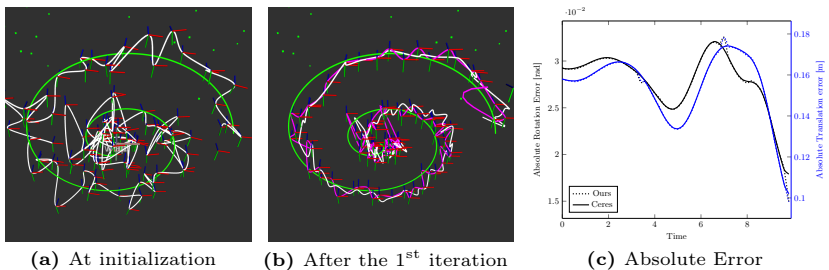 ·10⁻²
3
2.5
2
1.5
0.18
0.16
0.14
0.12
0.1
0 2 4 6 8
Absolute Rotation Error [rad]
Absolute Translation error [m]
Ours
Ceres
Time
(a) At initialization
(b) After the 1st iteration
(c) Absolute Error